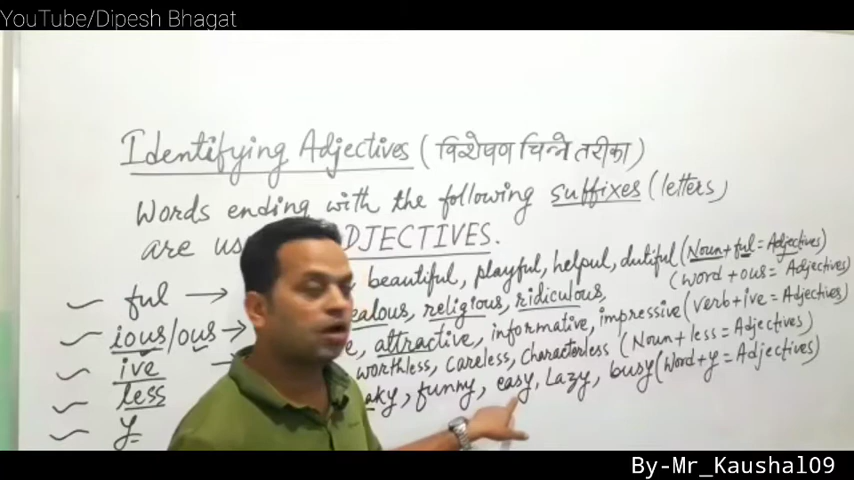 YouTube/Dipesh Bhagat
Identifying Adjectives (विशेषण चिन्ने तरीका)
Words ending with the following suffixes (letters)
are us DJECTIVES.
ful → beautiful, playful, helpful, dutiful (Noun + ful = Adjectives)
ious/ous → ealous, religious, ridiculous, (word + ous = Adjectives)
ive attractive, informative, impressive (verb + ive = Adjectives)
less worthless, careless, characterless (Noun + less = Adjectives)
y ky, funny, easy, Lazy, busy (Word + y = Adjectives)
By-Mr_Kaushal09